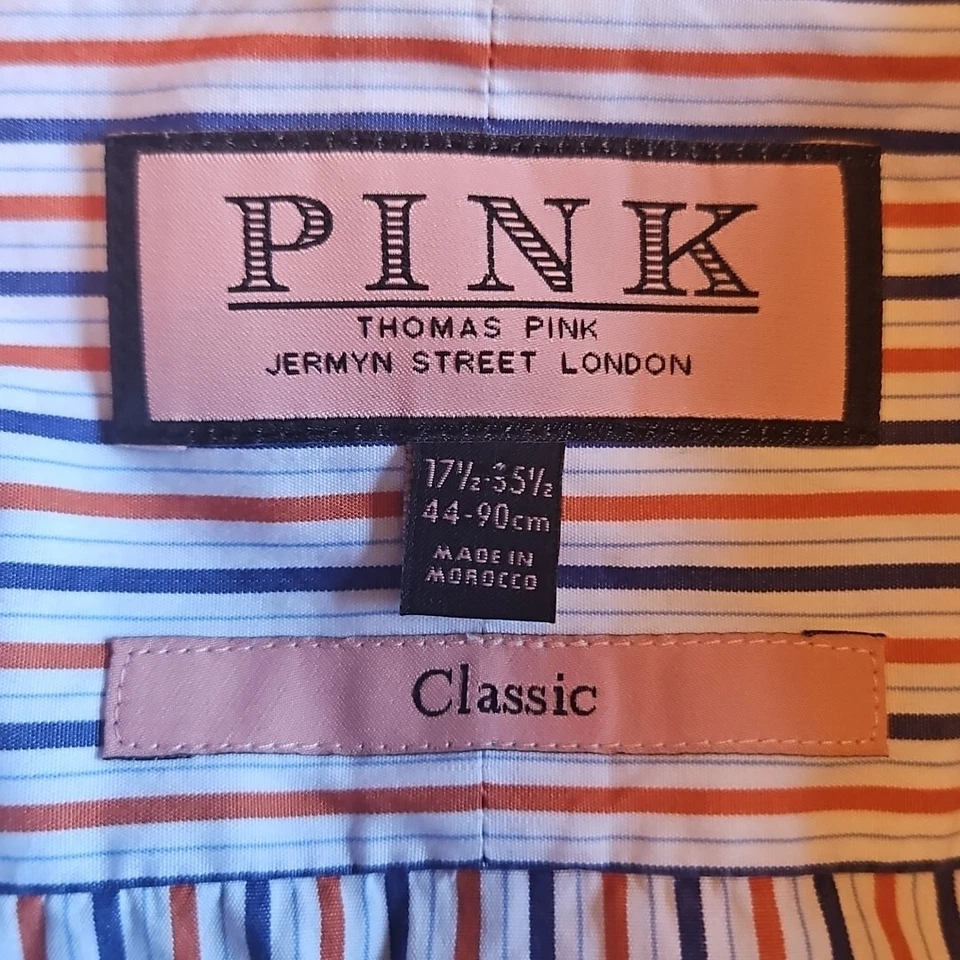 PINK
THOMAS PINK
JERMYN STREET LONDON
17½-35½
44-90cm
MADE IN
MOROCCO
Classic